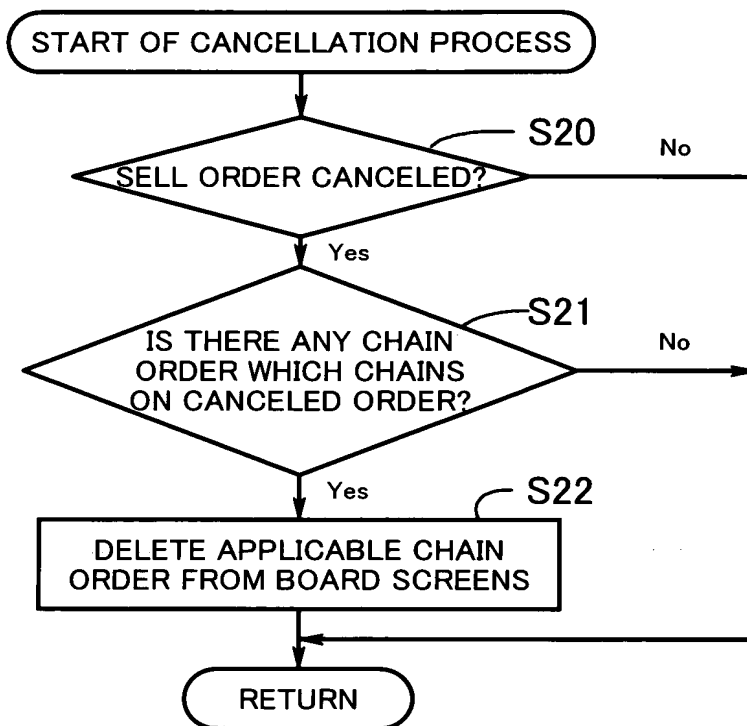 START OF CANCELLATION PROCESS
S20
No
SELL ORDER CANCELED?
Yes
S21
IS THERE ANY CHAIN
ORDER WHICH CHAINS
ON CANCELED ORDER?
No
Yes
S22
DELETE APPLICABLE CHAIN
ORDER FROM BOARD SCREENS
RETURN